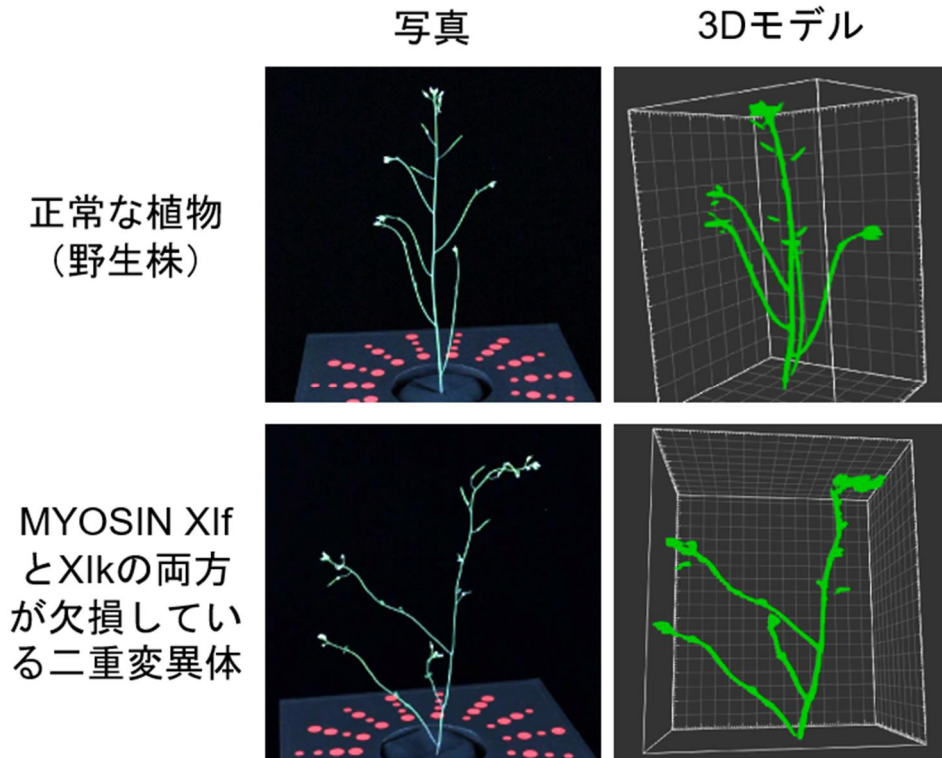 写真
3Dモデル
正常な植物
（野生株）
MYOSIN XIf
とXIkの両方
が欠損してい
る二重変異体